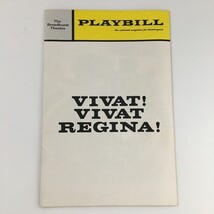 The
Broadhurst
Theatre
PLAYBILL
the national magazine for theatregoers
VIVAT!
VIVAT
REGINA!